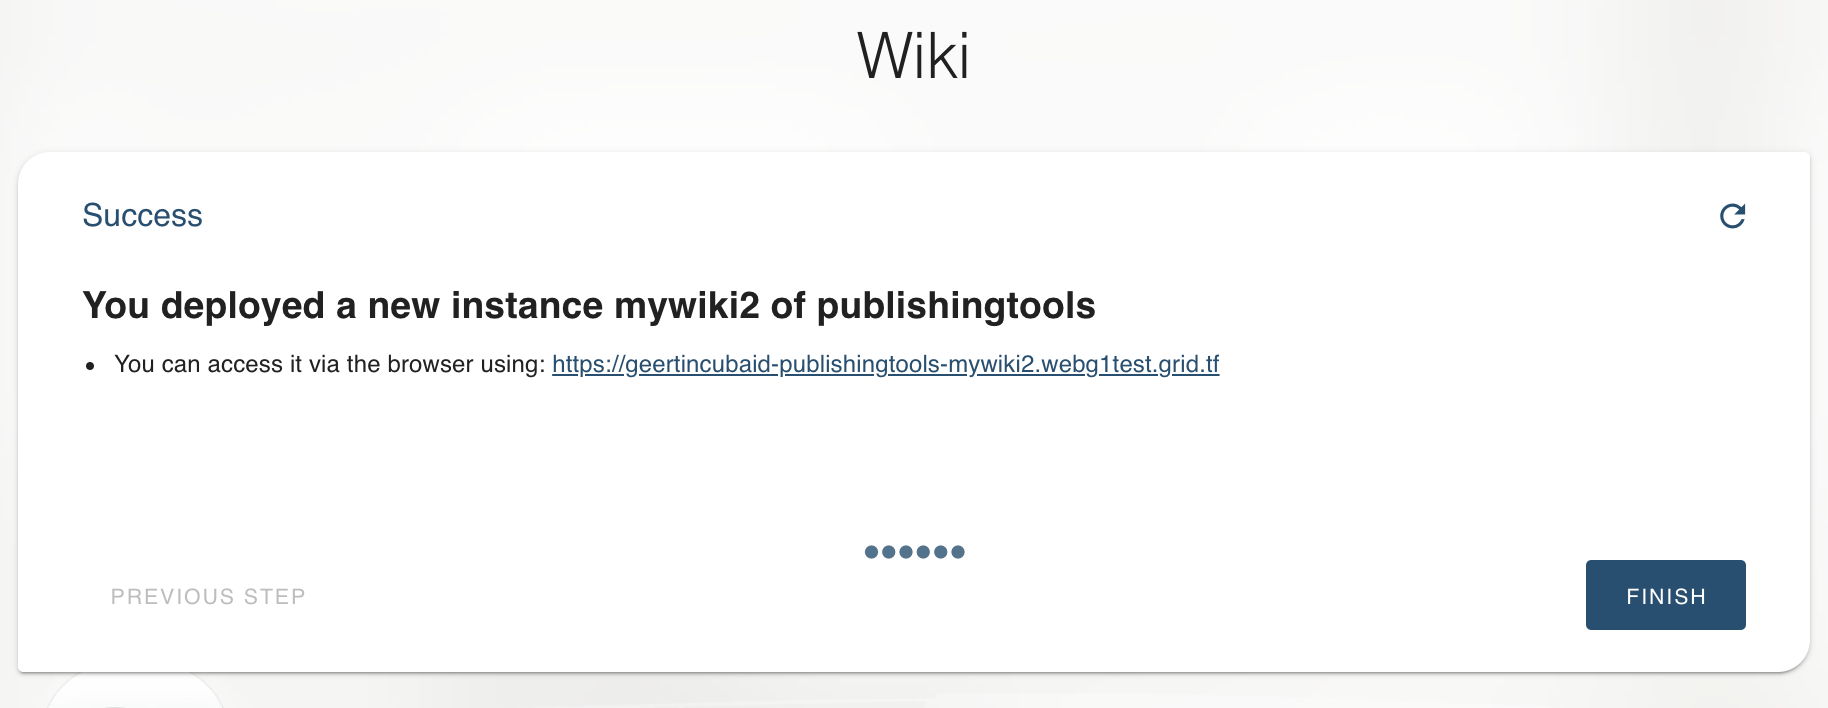 Wiki
Success
You deployed a new instance mywiki2 of publishingtools
You can access it via the browser using: https://geertincubaid-publishingtools-mywiki2.webg1test.grid.tf
PREVIOUS STEP
FINISH